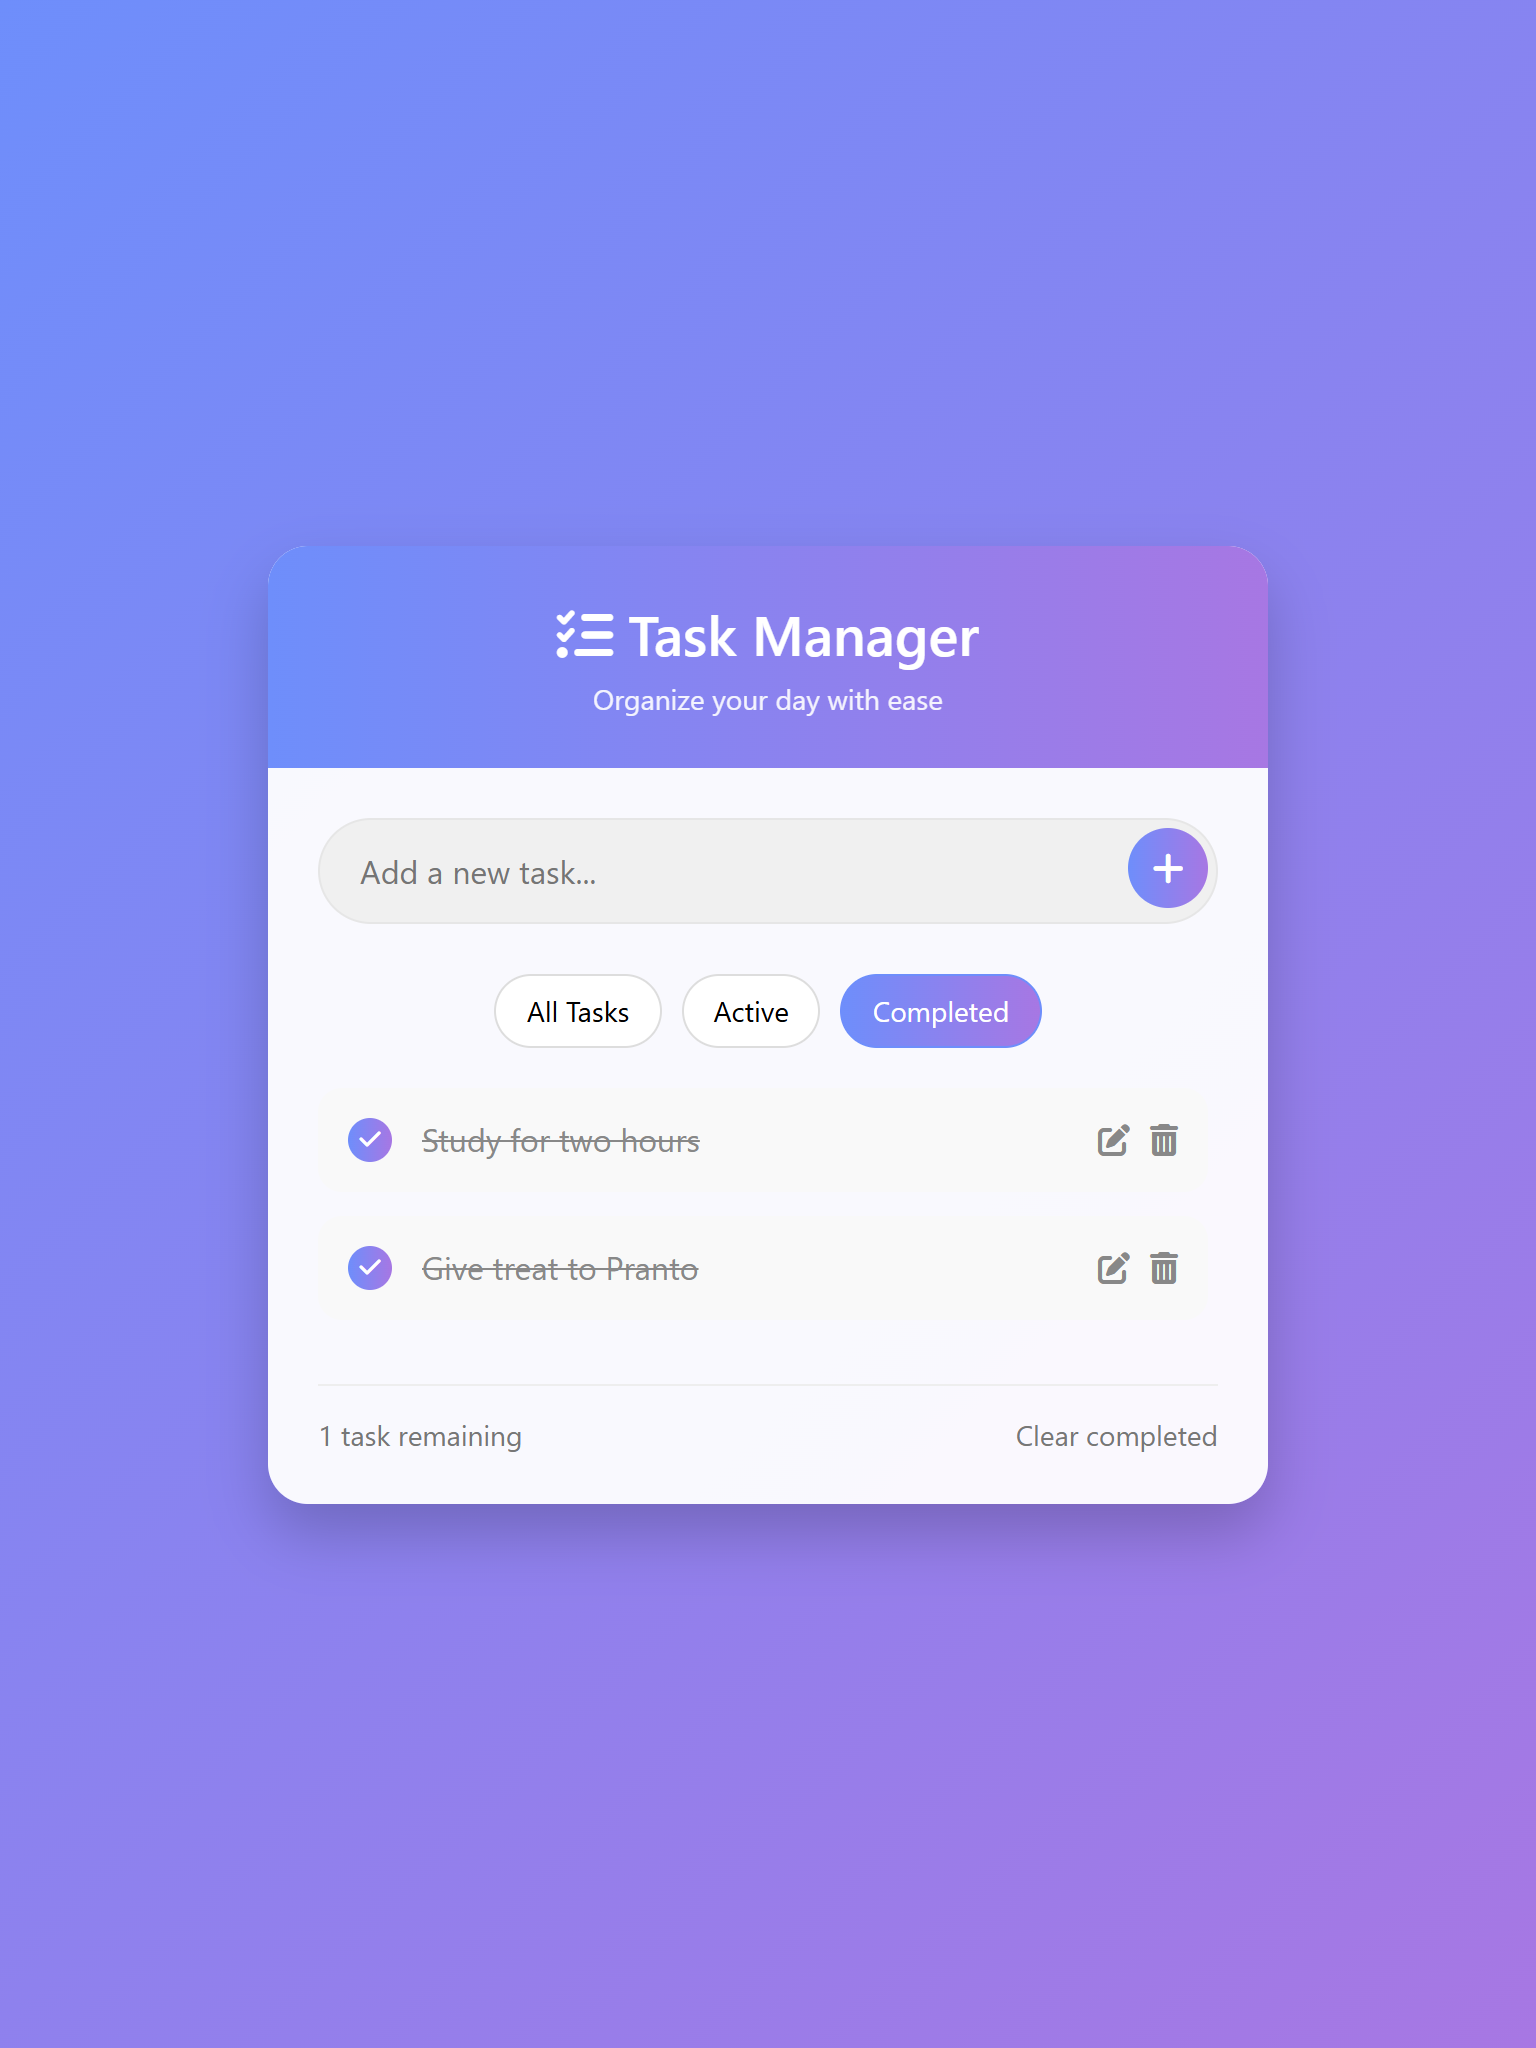 Task Manager
Organize your day with ease
Add a new task...
All Tasks Active Completed
Study for two hours
Give treat to Pranto
1 task remaining Clear completed